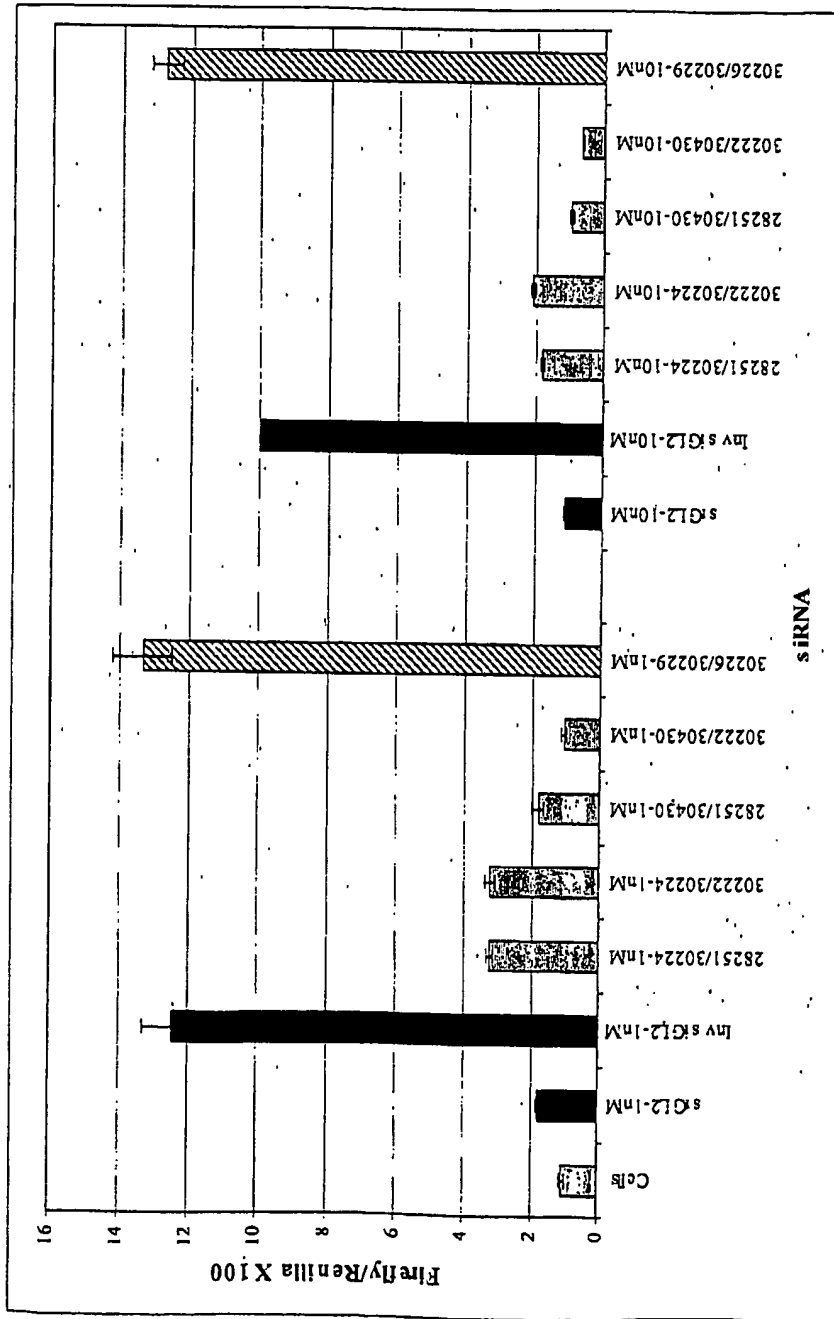 Firefly/Renilla X 100
16
14
12
10
8
6
4
2
0
Cells
siGL2-1nM
Inv siGL2-1nM
28251/30224-1nM
30222/30224-1nM
28251/30430-1nM
30222/30430-1nM
30226/30229-1nM
siGL2-10nM
Inv siGL2-10nM
28251/30224-10nM
30222/30224-10nM
28251/30430-10nM
30222/30430-10nM
30226/30229-10nM
siRNA